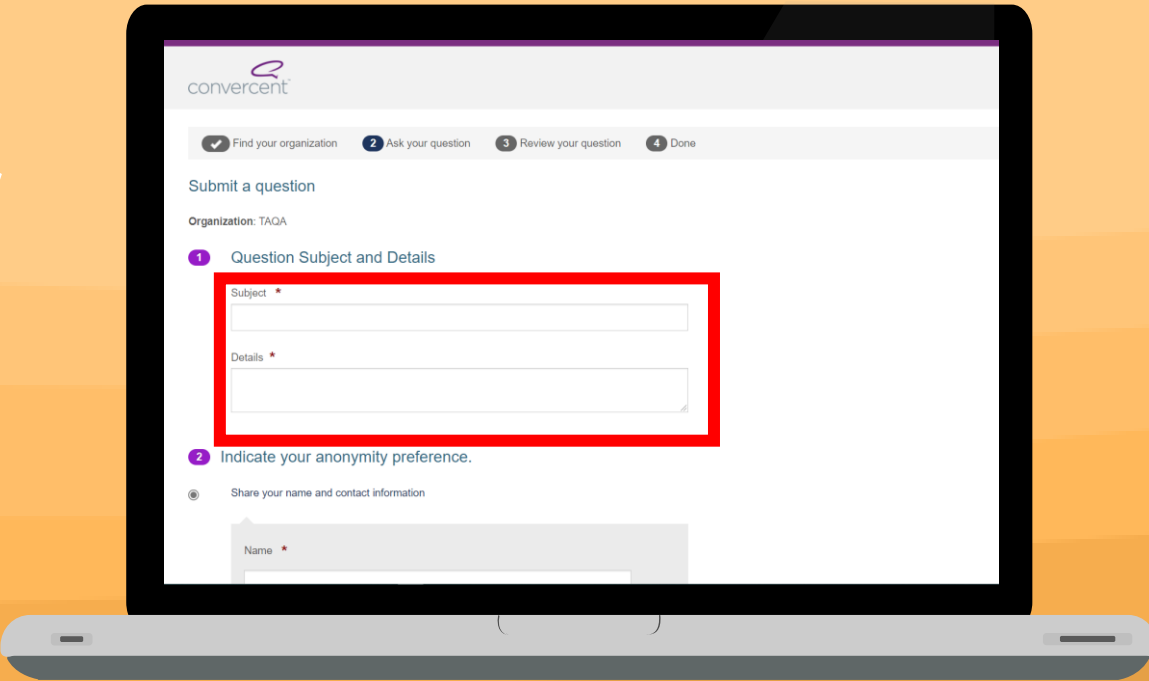 convercent
Find your organization 2 Ask your question 3 Review your question 4 Done
Submit a question
Organization: TAQA
1 Question Subject and Details
Subject *
Details *
2 Indicate your anonymity preference.
Share your name and contact information
Name *